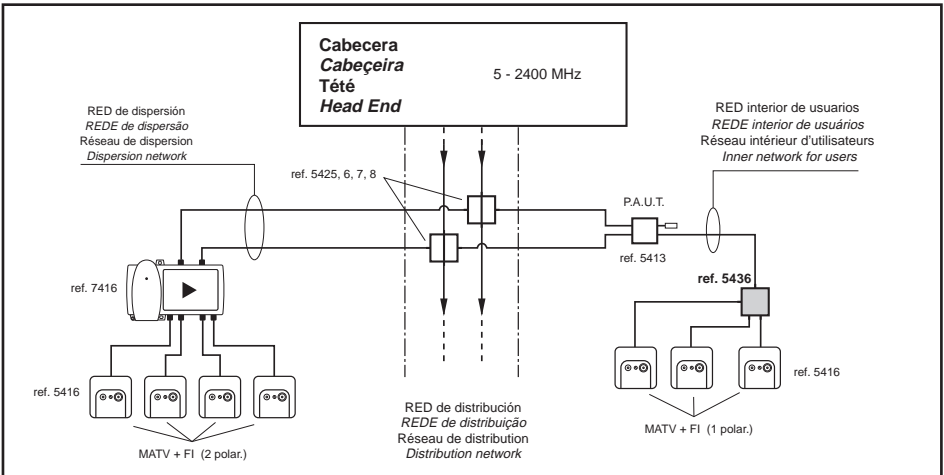 Cabecera
Cabeçeira
Tété
Head End
5 - 2400 MHz
RED de dispersión
REDE de dispersão
Réseau de dispersion
Dispersion network
RED interior de usuarios
REDE interior de usuários
Réseau intérieur d'utilisateurs
Inner network for users
ref. 5425, 6, 7, 8
P.A.U.T.
ref. 5413
ref. 7416
ref. 5436
ref. 5416
ref. 5416
MATV + FI (2 polar.)
RED de distribución
REDE de distribuição
Réseau de distribution
Distribution network
MATV + FI (1 polar.)